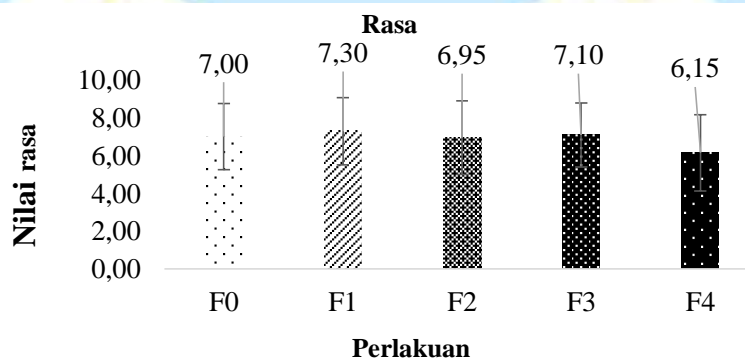 Rasa
7,00 7,30 6,95 7,10 6,15
10,00
8,00
6,00
4,00
2,00
0,00
Nilai rasa
F0 F1 F2 F3 F4
Perlakuan